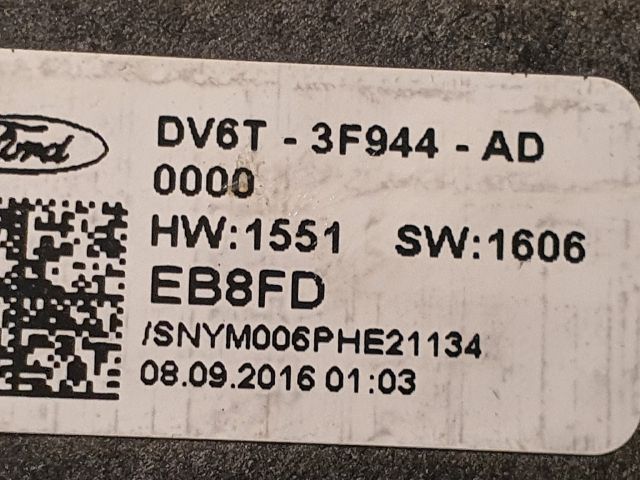 Ford
DV6T - 3F944 - AD
0000
HW:1551 SW:1606
EB8FD
/SNYM006PHE21134
08.09.2016 01:03